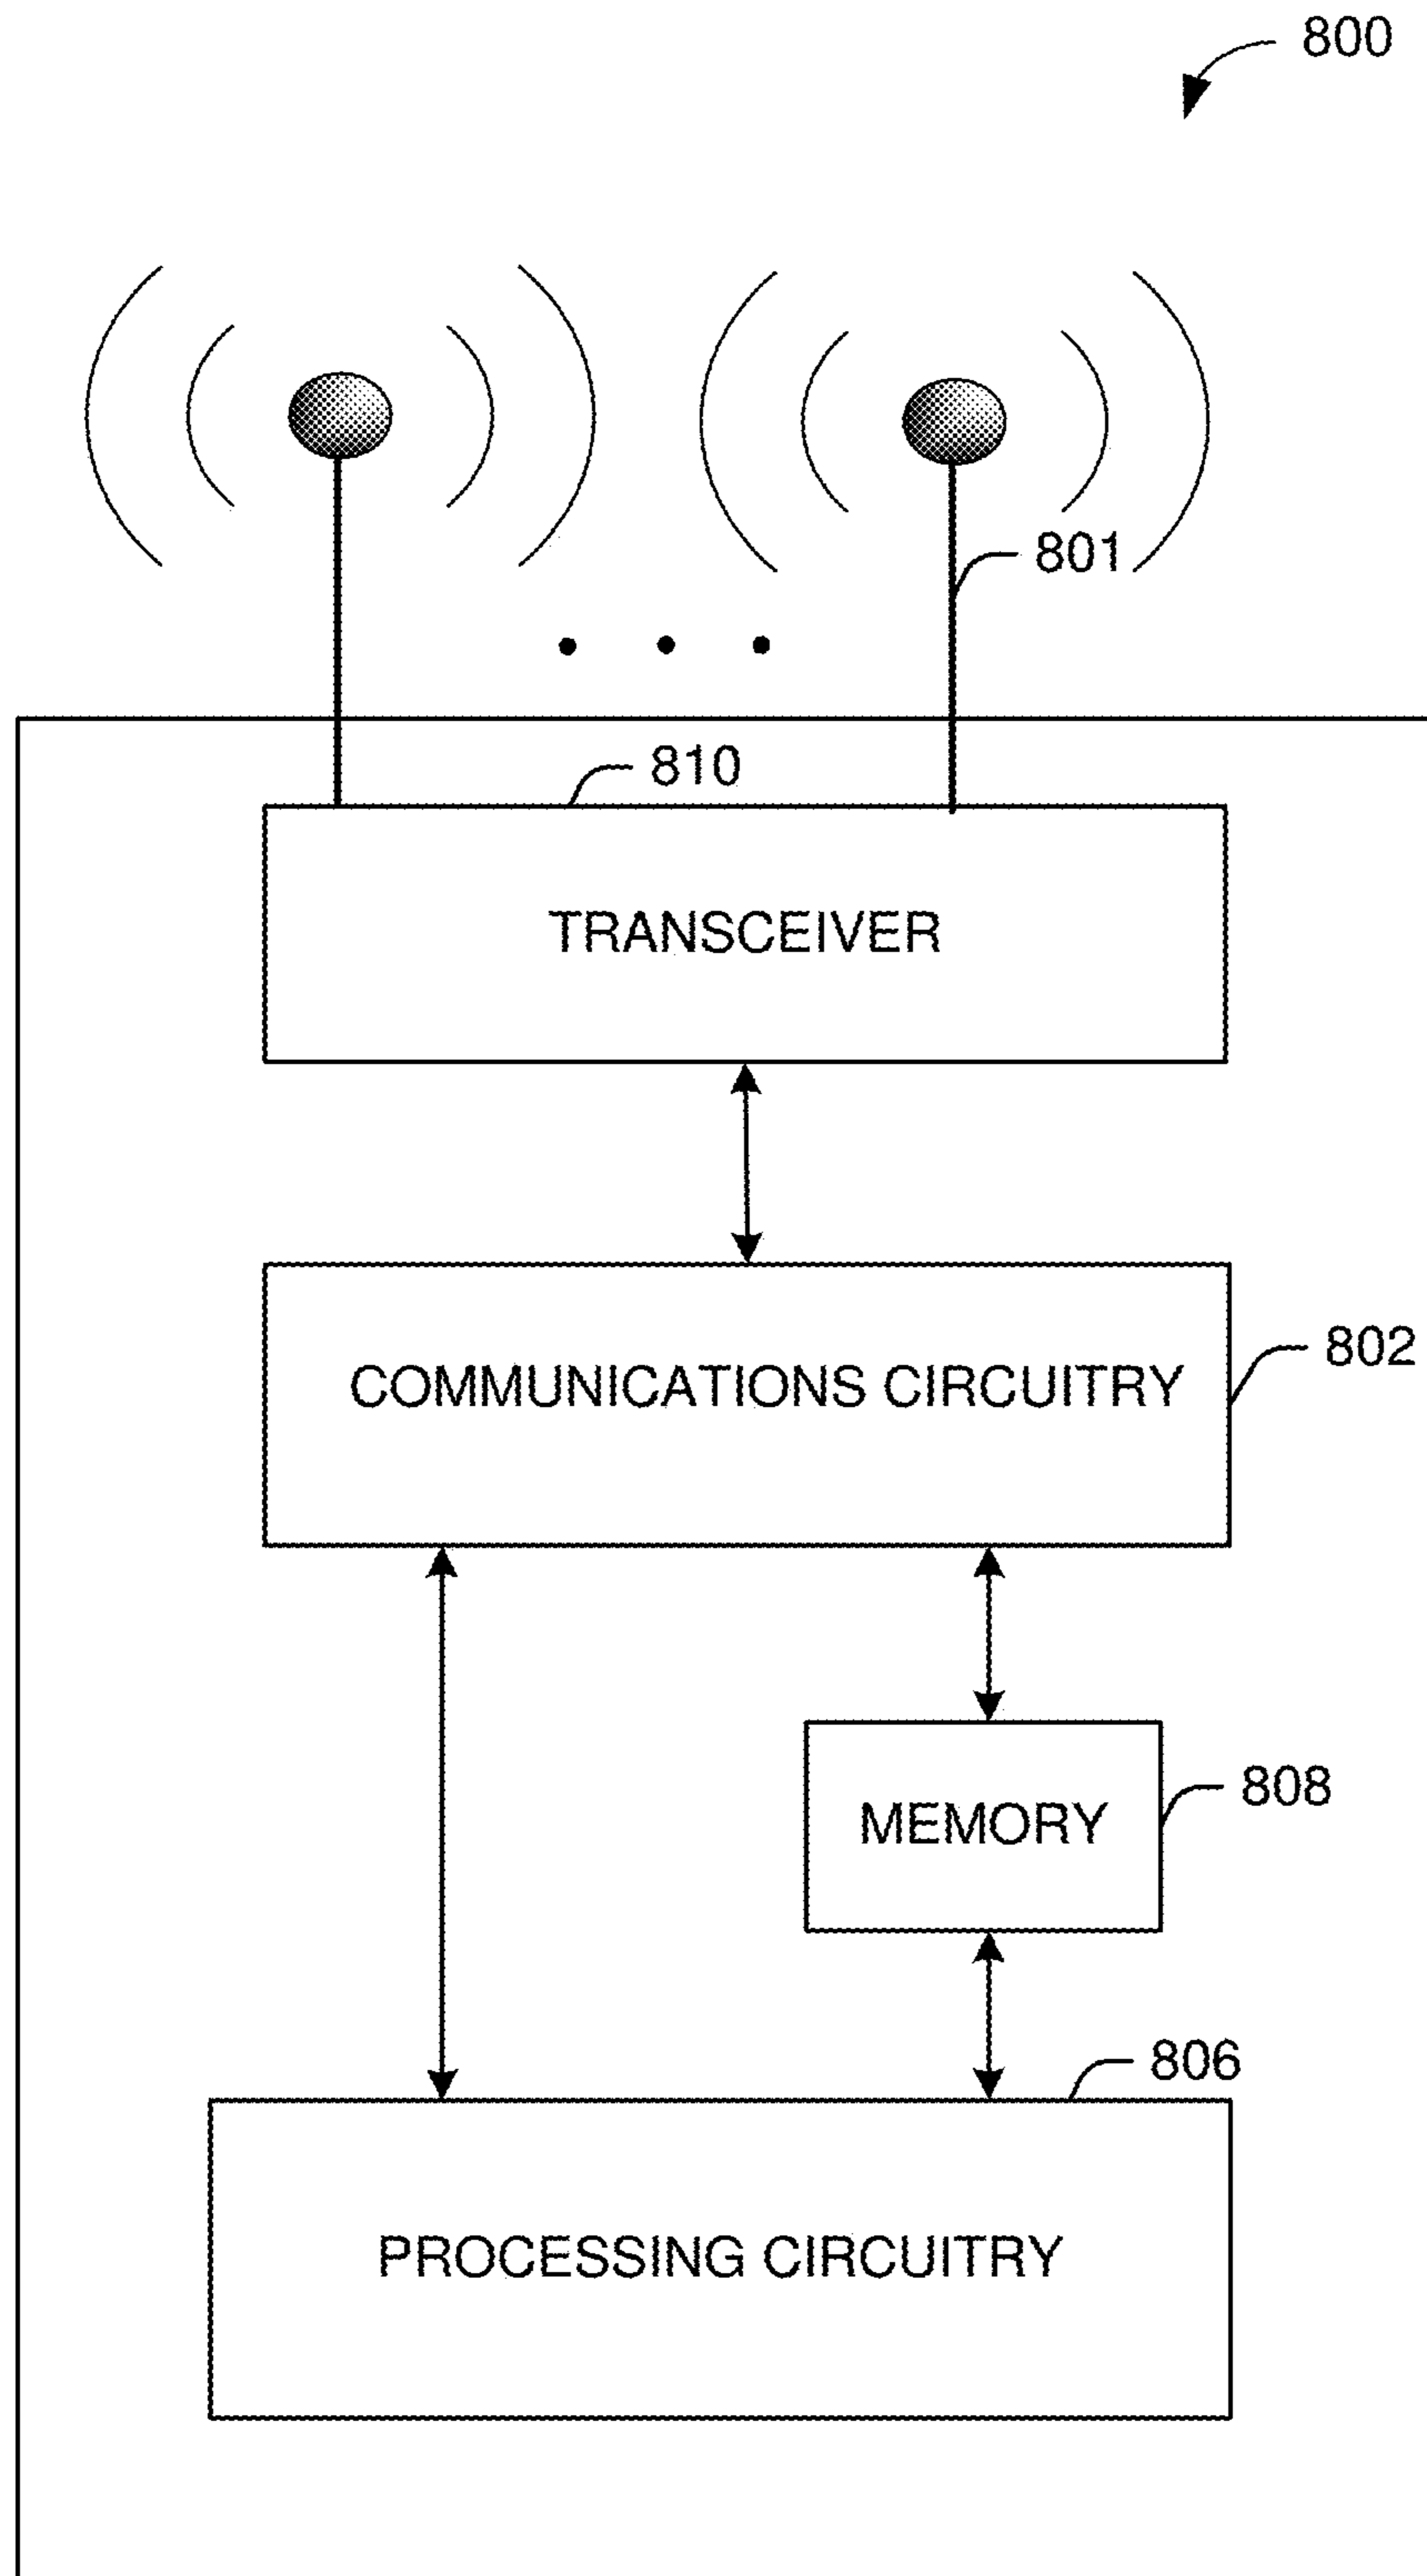 800
801
810
TRANSCEIVER
802
COMMUNICATIONS CIRCUITRY
808
MEMORY
806
PROCESSING CIRCUITRY